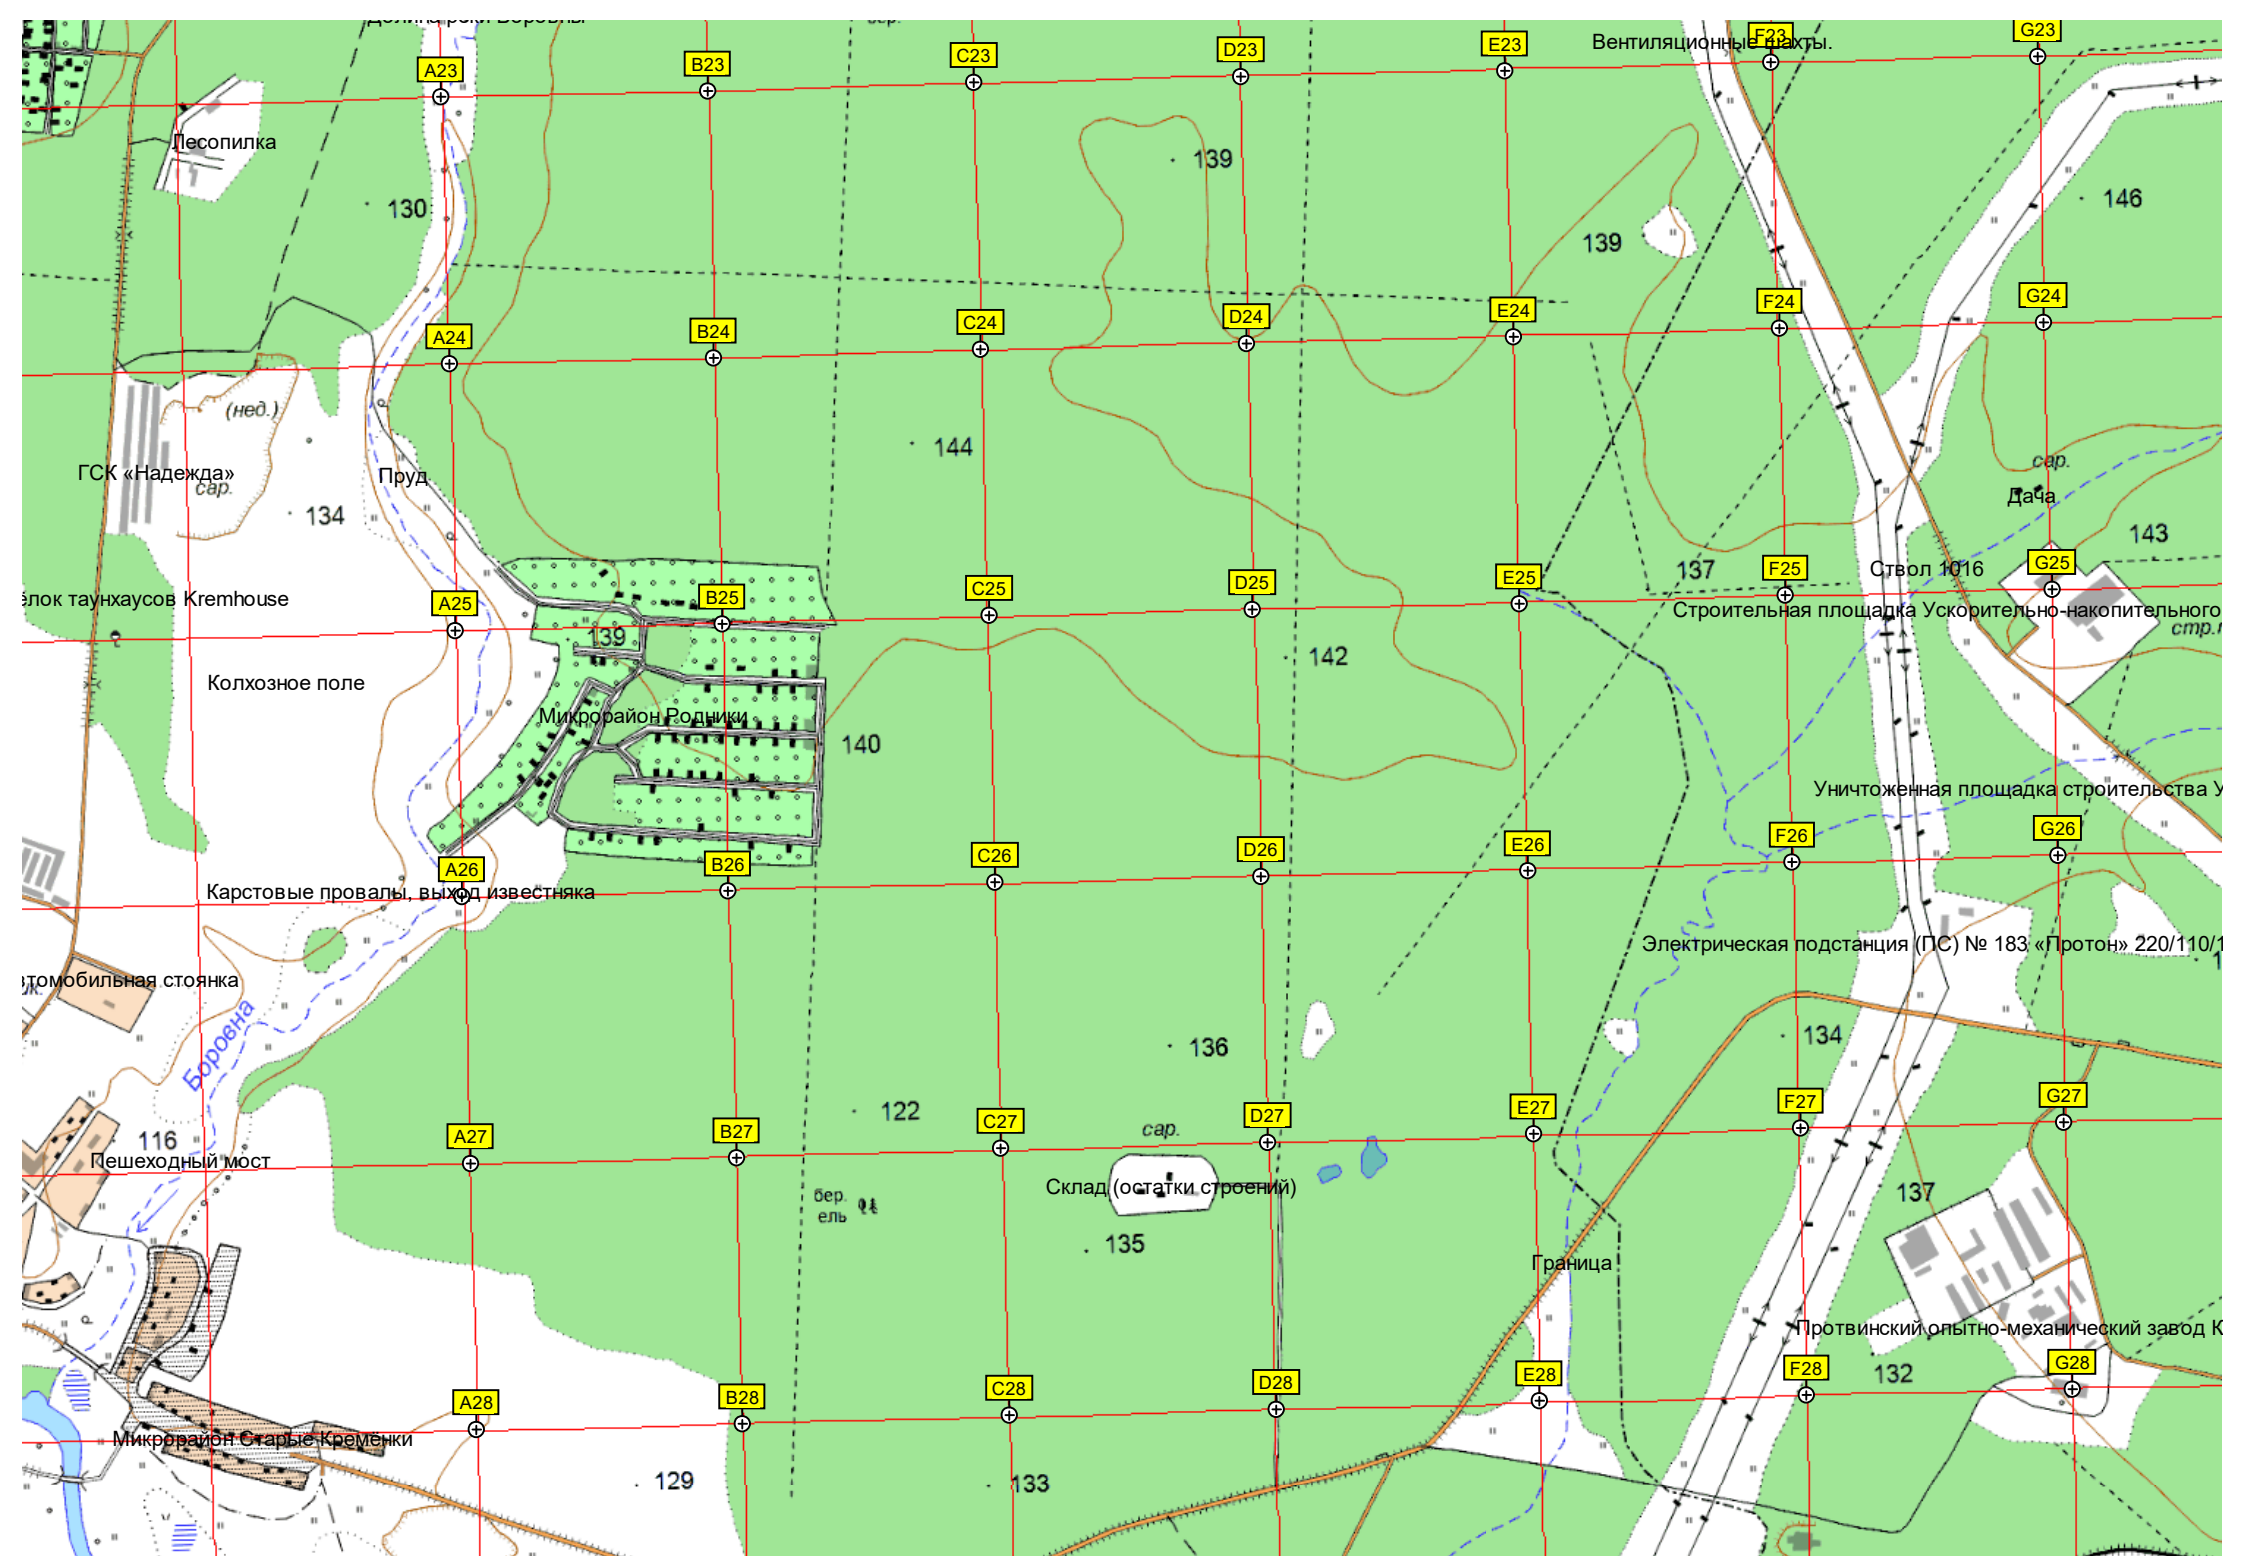 Долина реки Боровны
бер.
Вентиляционные шахты.
A23
B23
C23
D23
E23
F23
G23
Лесопилка
139
130
139
146
A24
B24
C24
D24
E24
F24
G24
(нед.)
144
сар.
ГСК «Надежда»
сар.
Пруд
Дача
134
143
137
Ствол 1016
A25
B25
C25
D25
E25
F25
G25
Kremhouse
таунхаусов
Строительная площадка Ускорительно-накопительного
139
142
Колхозное поле
Микрорайон Родники
140
Уничтоженная площадка строительства У
A26
B26
C26
D26
E26
F26
G26
Карстовые провалы, выход известняка
Электрическая подстанция (ПС) № 183 «Протон» 220/110/1
стоянка
Боровна
136
134
122
116
сар.
A27
B27
C27
D27
E27
F27
G27
Пешеходный мост
Склад (остатки строений)
бер.
ель
137
135
Граница
Протвинский опытно-механический завод К
132
A28
B28
C28
D28
E28
F28
G28
Микрорайон Старые Кремёнки
129
133